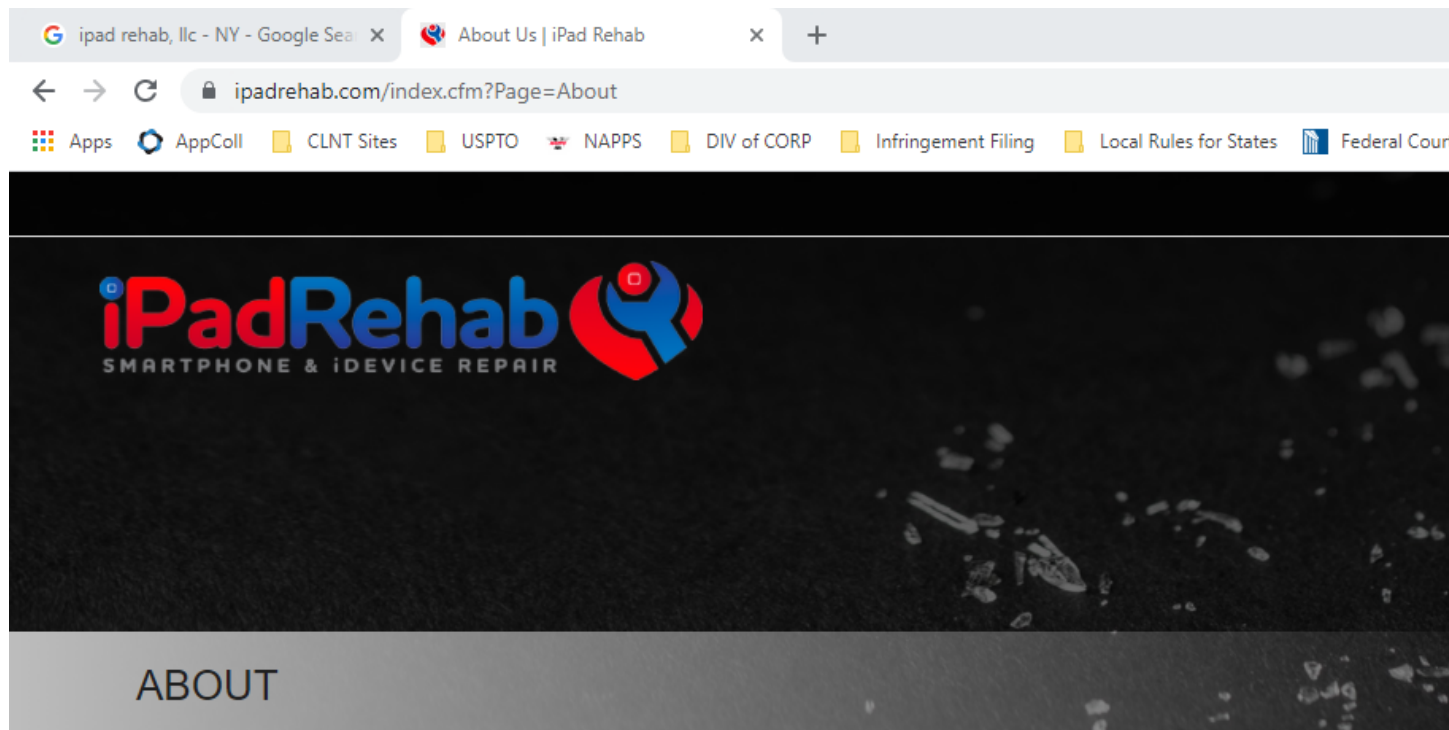 ipad rehab, llc - NY - Google Sea
About Us | iPad Rehab
ipadrehab.com/index.cfm?Page=About
Apps AppColl CLNT Sites USPTO NAPPS DIV of CORP Infringement Filing Local Rules for States Federal Cour
iPadRehab
SMARTPHONE & iDEVICE REPAIR
ABOUT